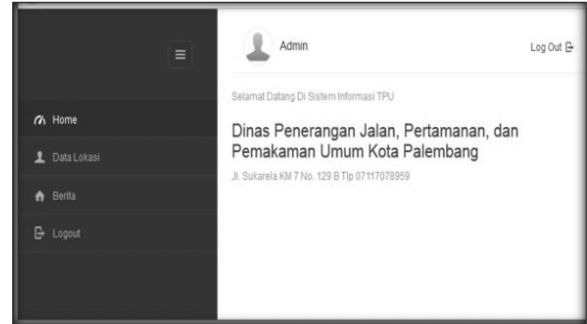 Admin
Log Out
Selamat Datang Di Sistem Informasi TPU
Home
Dinas Penerangan Jalan, Pertamanan, dan
Pemakaman Umum Kota Palembang
Data Lokasi
Jl. Sukarela KM 7 No. 129 B Tlp 07117078959
Berita
Logout